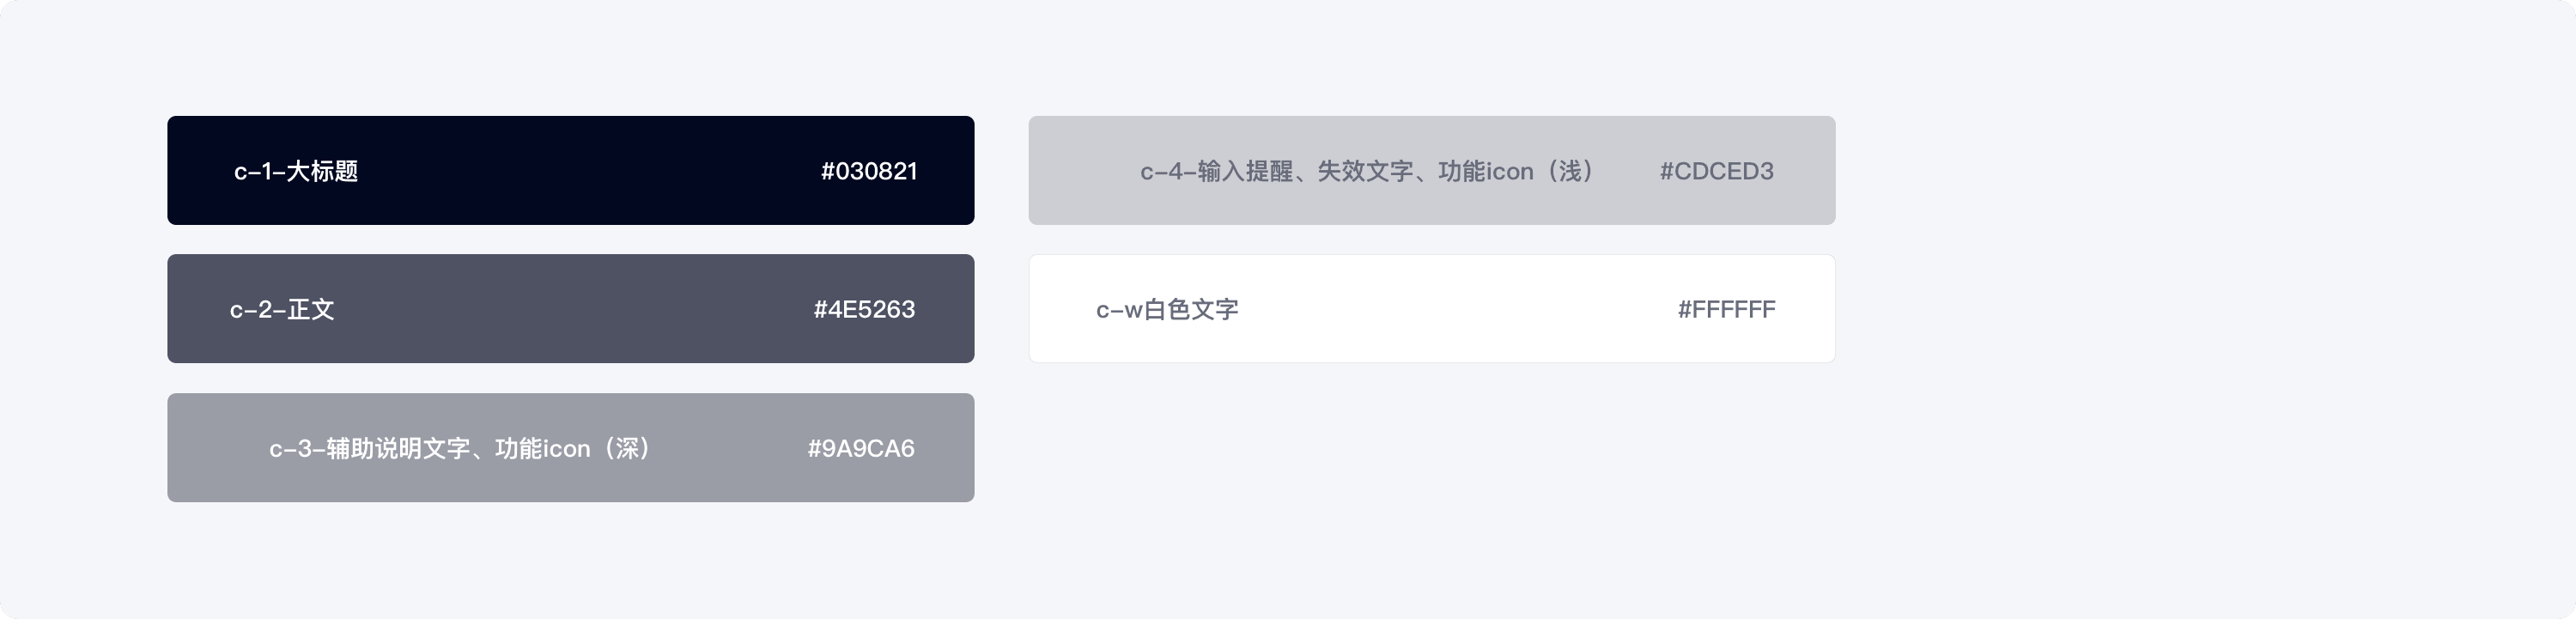 c-1-大标题 #030821
c-2-正文 #4E5263
c-3-辅助说明文字、功能icon（深） #9A9CA6
c-4-输入提醒、失效文字、功能icon（浅） #CDCED3
c-w白色文字 #FFFFFF